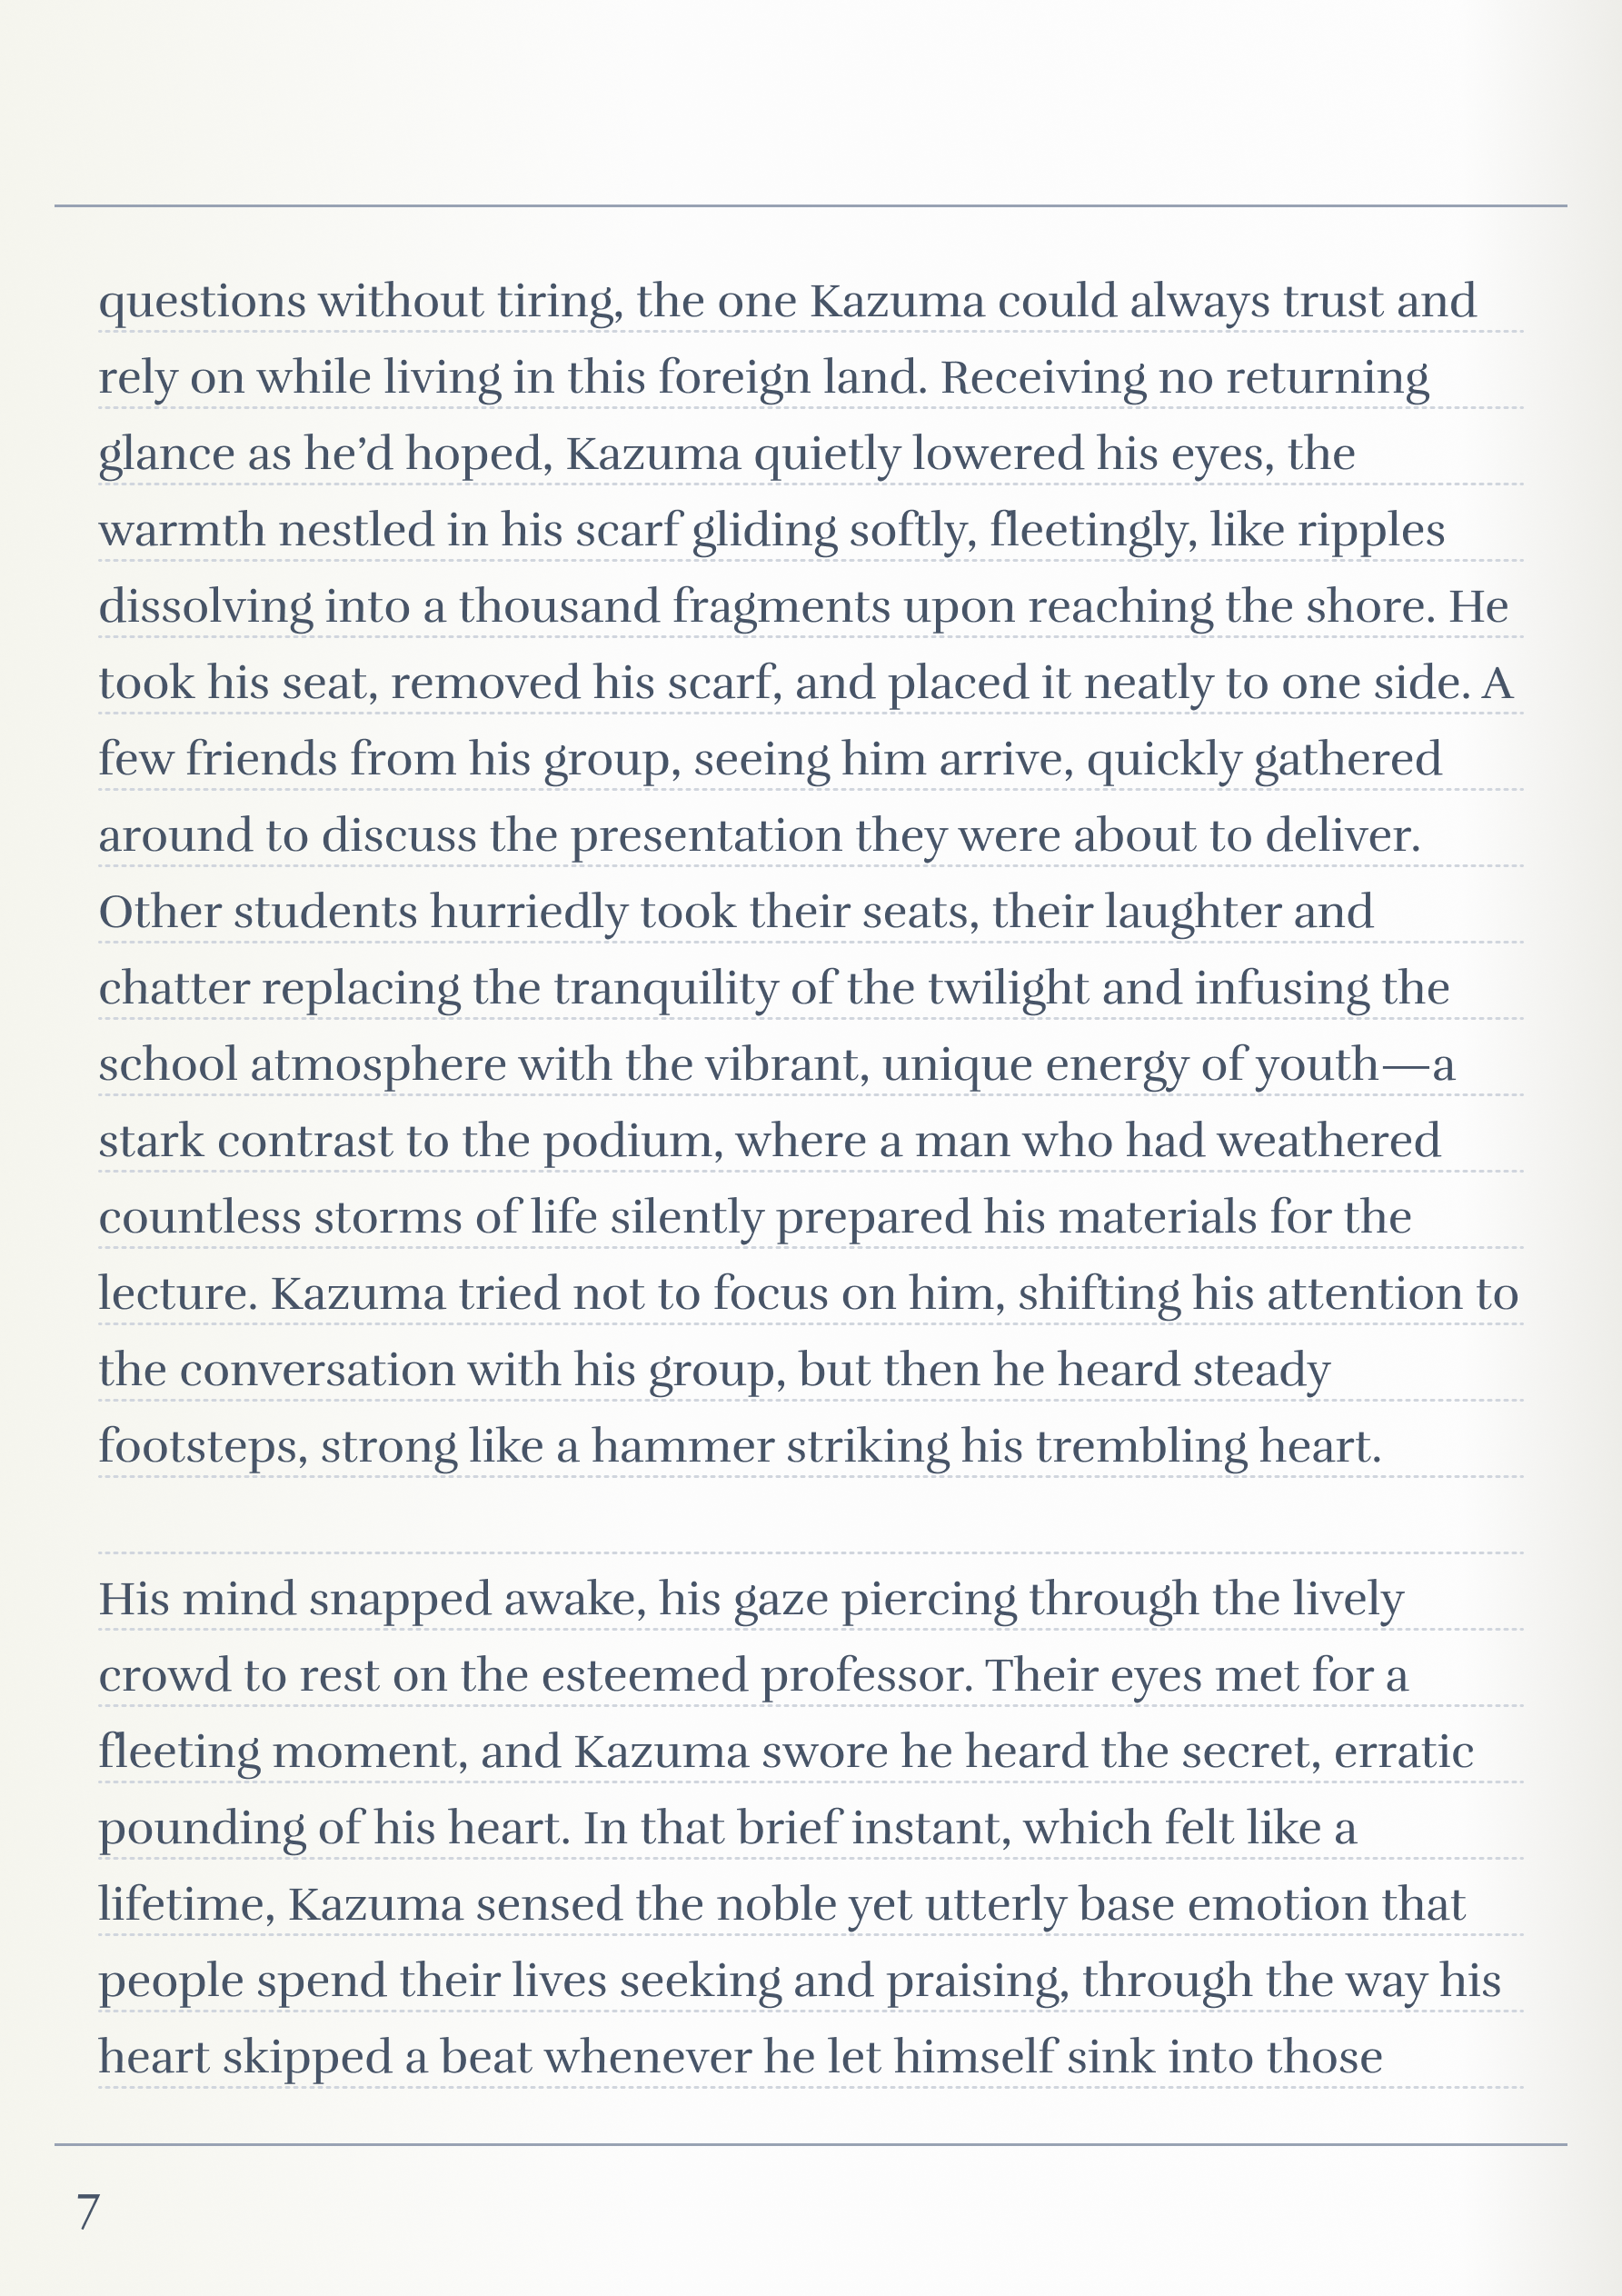 questions without tiring, the one Kazuma could always trust and
rely on while living in this foreign land. Receiving no returning
glance as he’d hoped, Kazuma quietly lowered his eyes, the
warmth nestled in his scarf gliding softly, fleetingly, like ripples
dissolving into a thousand fragments upon reaching the shore. He
took his seat, removed his scarf, and placed it neatly to one side. A
few friends from his group, seeing him arrive, quickly gathered
around to discuss the presentation they were about to deliver.
Other students hurriedly took their seats, their laughter and
chatter replacing the tranquility of the twilight and infusing the
school atmosphere with the vibrant, unique energy of youth—a
stark contrast to the podium, where a man who had weathered
countless storms of life silently prepared his materials for the
lecture. Kazuma tried not to focus on him, shifting his attention to
the conversation with his group, but then he heard steady
footsteps, strong like a hammer striking his trembling heart.
His mind snapped awake, his gaze piercing through the lively
crowd to rest on the esteemed professor. Their eyes met for a
fleeting moment, and Kazuma swore he heard the secret, erratic
pounding of his heart. In that brief instant, which felt like a
lifetime, Kazuma sensed the noble yet utterly base emotion that
people spend their lives seeking and praising, through the way his
heart skipped a beat whenever he let himself sink into those
7